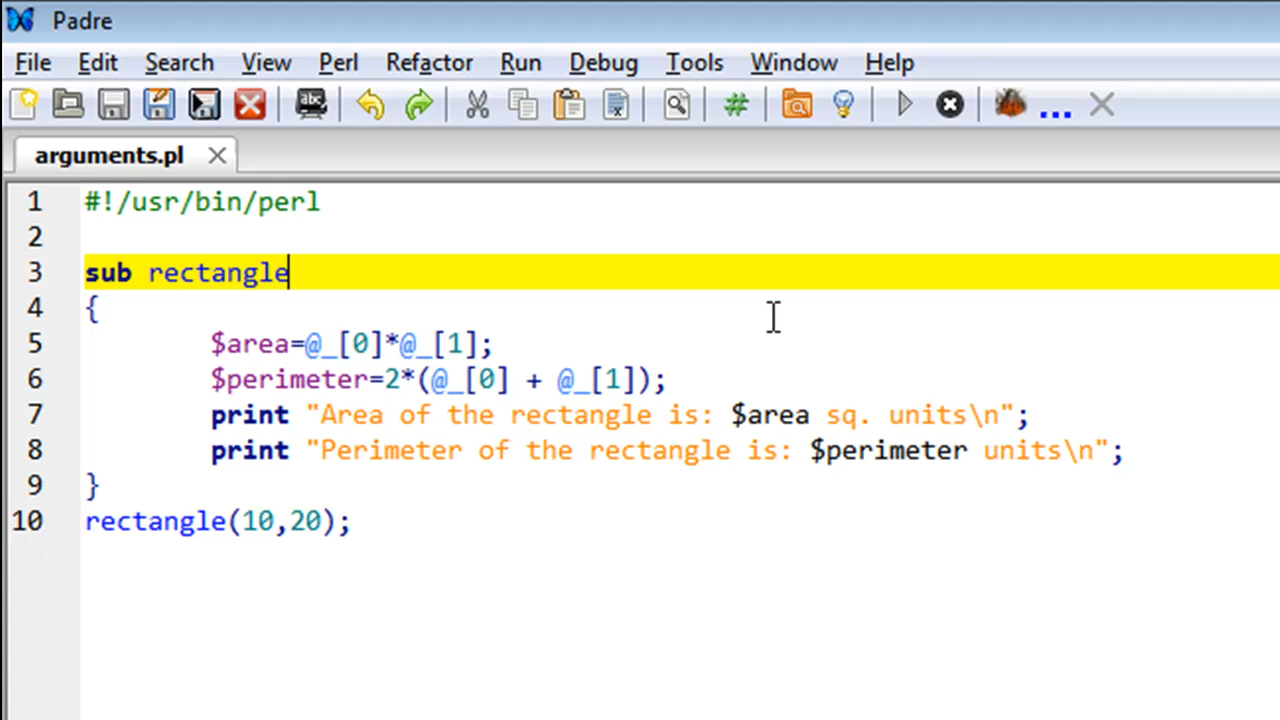 Padre
File Edit Search View Perl Refactor Run Debug Tools Window Help
abc
arguments.pl
1 #!/usr/bin/perl
2
3 sub rectangle
4 {
5 $area=@_[0]*@_[1];
6 $perimeter=2*(@_[0] + @_[1]);
7 print "Area of the rectangle is: $area sq. units\n";
8 print "Perimeter of the rectangle is: $perimeter units\n";
9 }
10 rectangle(10,20);